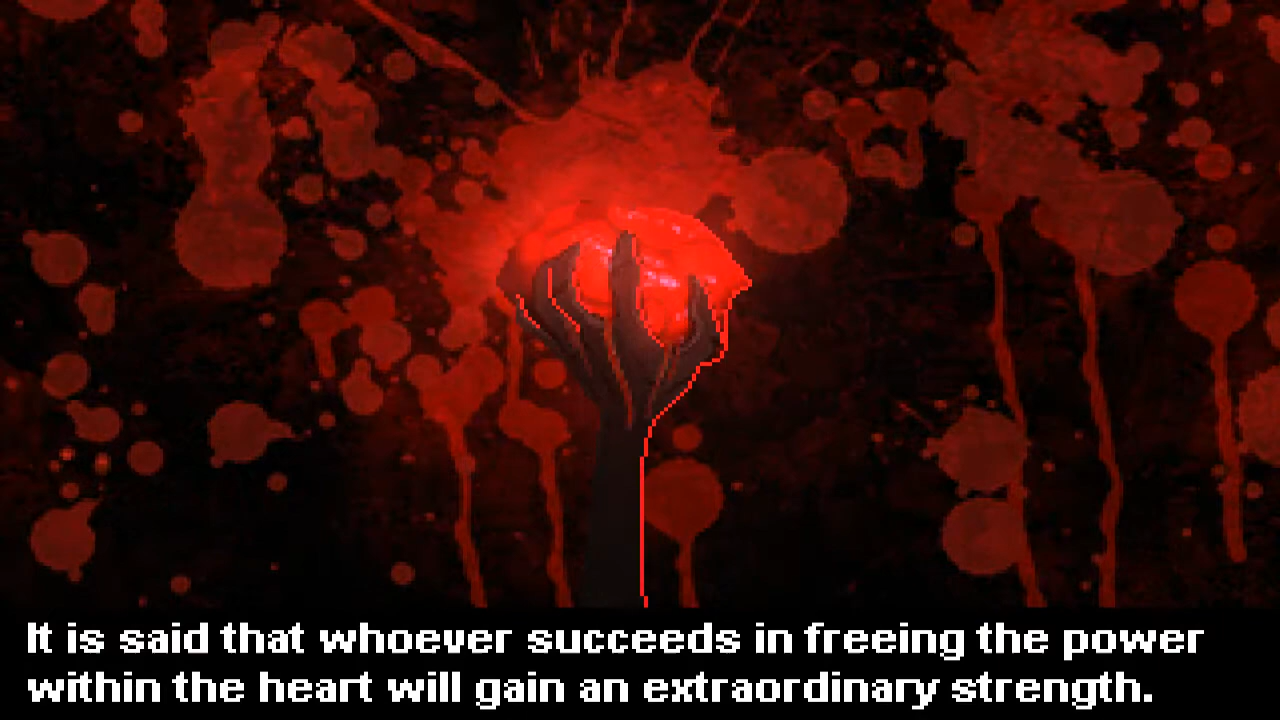 It is said that whoever succeeds in freeing the power
within the heart will gain an extraordinary strength.